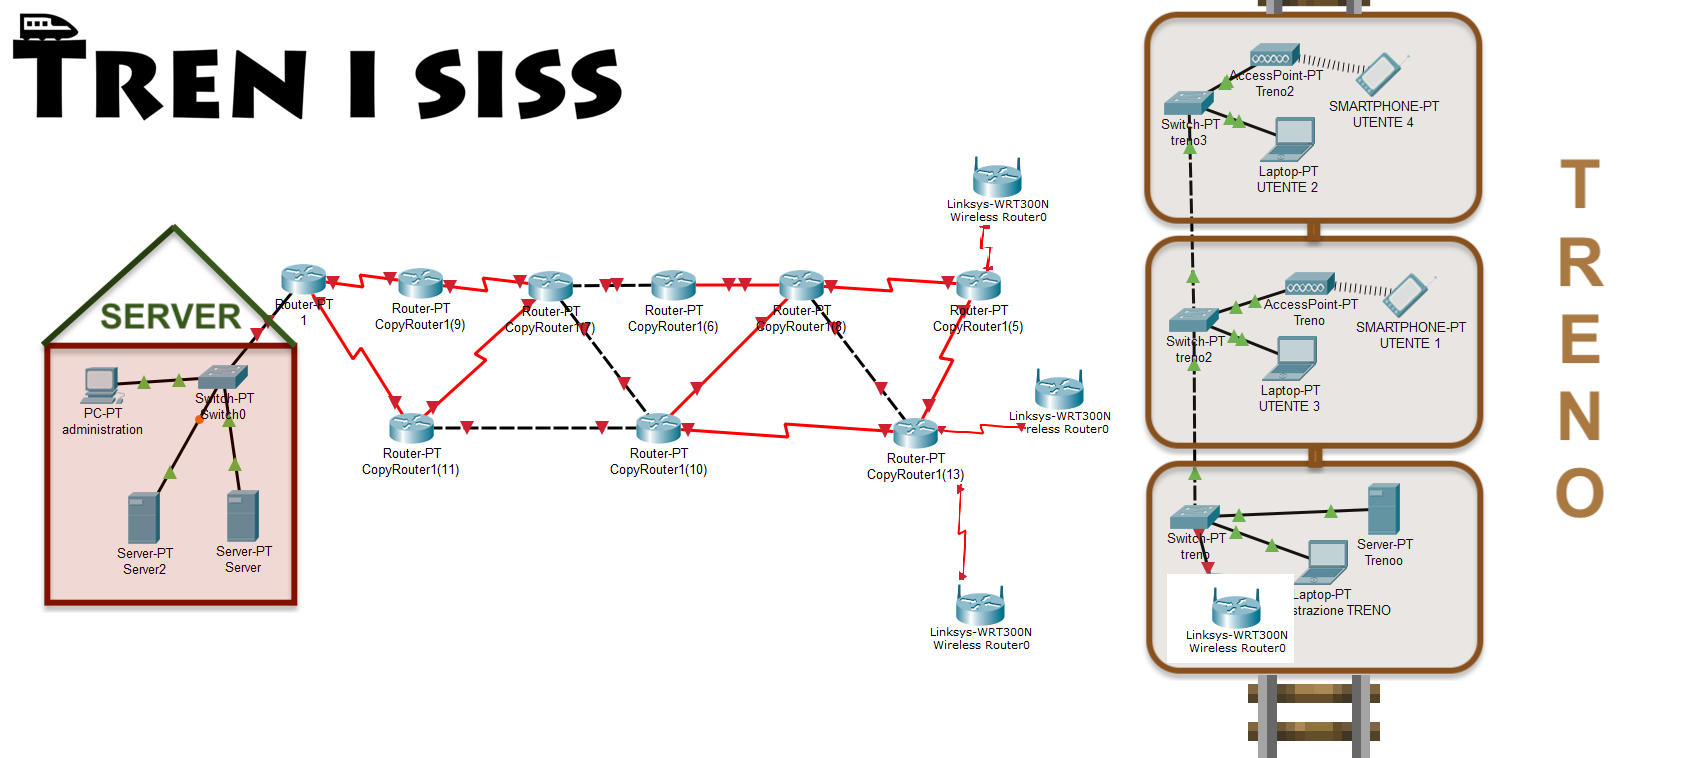 TREN I SISS
SERVER
PC-PT
administration
Switch-PT
Switch0
Server-PT
Server2
Server-PT
Server
Router-PT
1
Router-PT
CopyRouter1(9)
Router-PT
CopyRouter1(7)
Router-PT
CopyRouter1(6)
Router-PT
CopyRouter1(8)
Router-PT
CopyRouter1(5)
Router-PT
CopyRouter1(11)
Router-PT
CopyRouter1(10)
Router-PT
CopyRouter1(13)
Linksys-WRT300N
Wireless Router0
Linksys-WRT300N
reless Router0
Linksys-WRT300N
Wireless Router0
AccessPoint-PT
Treno2
SMARTPHONE-PT
UTENTE 4
Switch-PT
treno3
Laptop-PT
UTENTE 2
AccessPoint-PT
Treno
SMARTPHONE-PT
UTENTE 1
Switch-PT
treno2
Laptop-PT
UTENTE 3
Switch-PT
treno
Server-PT
Trenoo
Laptop-PT
strazione TRENO
Linksys-WRT300N
Wireless Router0
T
R
E
N
O